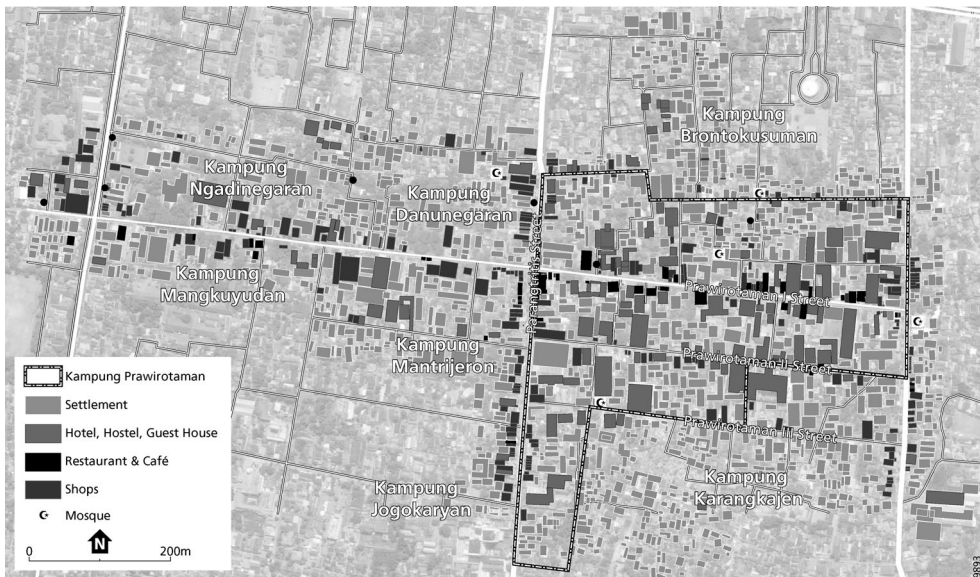 Kampung
Brontokusuman
Kampung
Ngadinegaran
Kampung
Danunegaran
Parangtritis Street
Kampung
Mangkuyudan
Prawirotaman I Street
Kampung
Mantrijeron
Prawirotaman II Street
Prawirotaman III Street
Kampung
Karangkajen
Kampung
Jogokaryan
Kampung Prawirotaman
Settlement
Hotel, Hostel, Guest House
Restaurant & Café
Shops
Mosque
N
0 200m